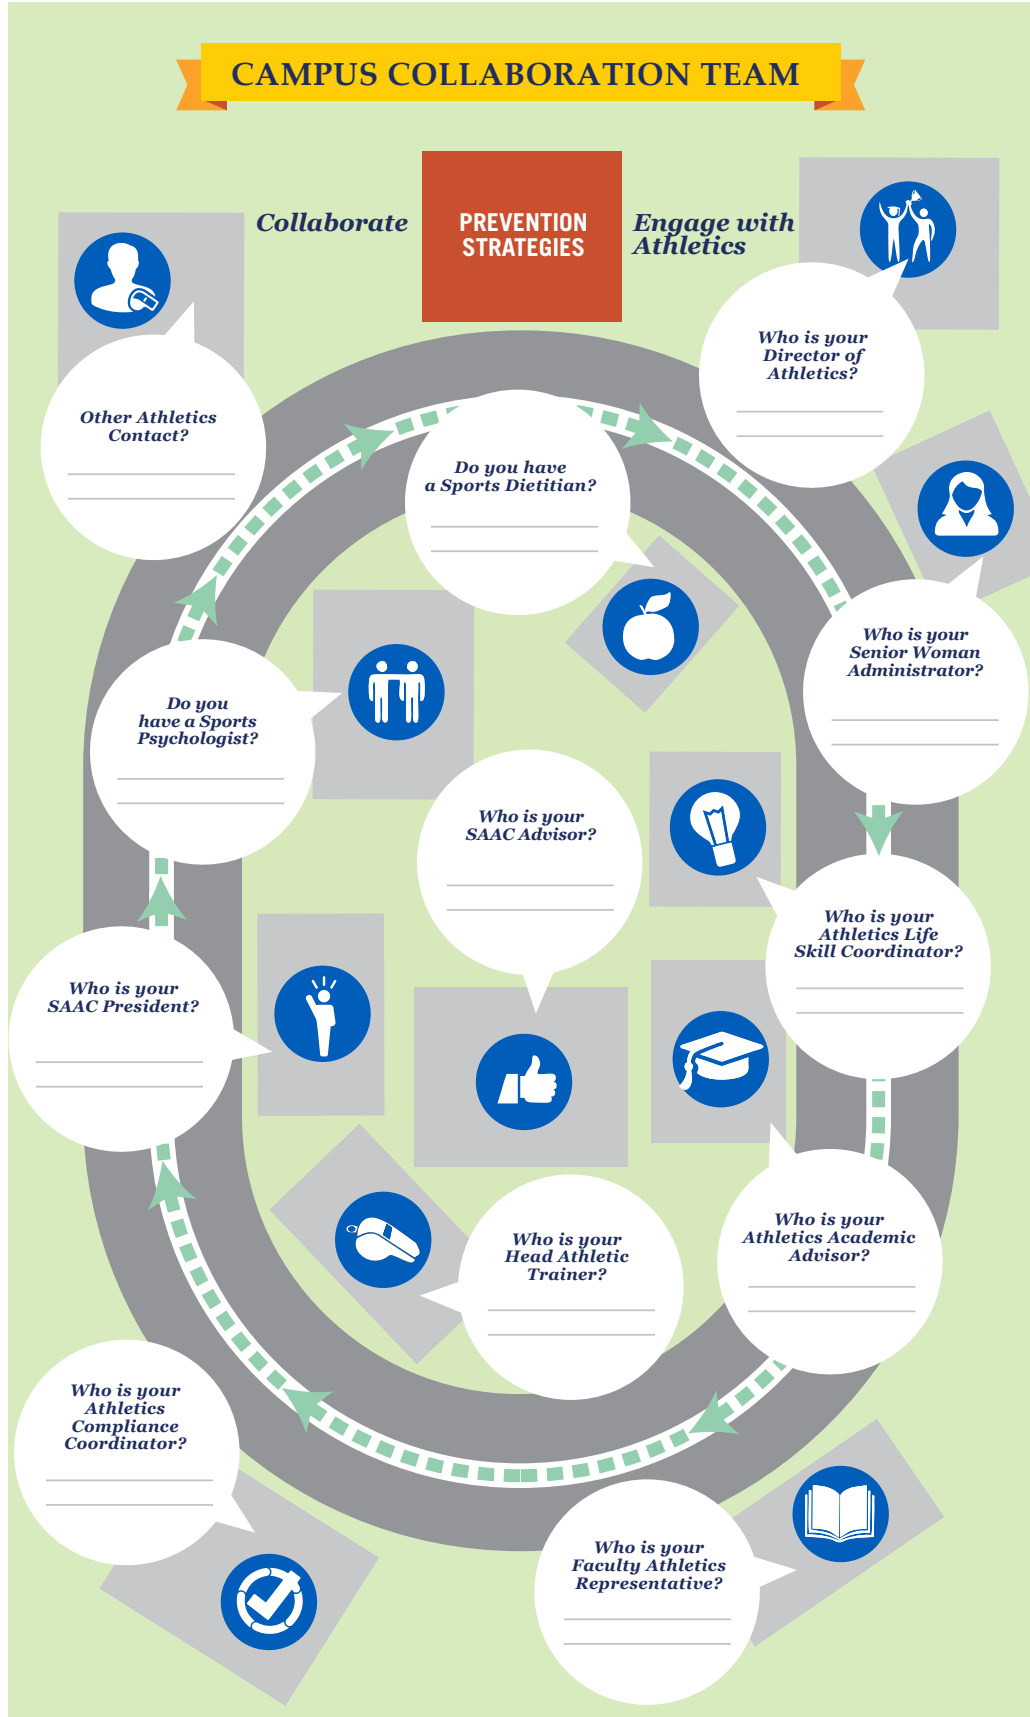 CAMPUS COLLABORATION TEAM
Collaborate
PREVENTION
STRATEGIES
Engage with
Athletics
Who is your
Director of
Athletics?
Other Athletics
Contact?
Do you have
a Sports Dietitian?
Who is your
Senior Woman
Administrator?
Do you
have a Sports
Psychologist?
Who is your
SAAC Advisor?
Who is your
Athletics Life
Skill Coordinator?
Who is your
SAAC President?
Who is your
Athletics Academic
Advisor?
Who is your
Head Athletic
Trainer?
Who is your
Athletics
Compliance
Coordinator?
Who is your
Faculty Athletics
Representative?